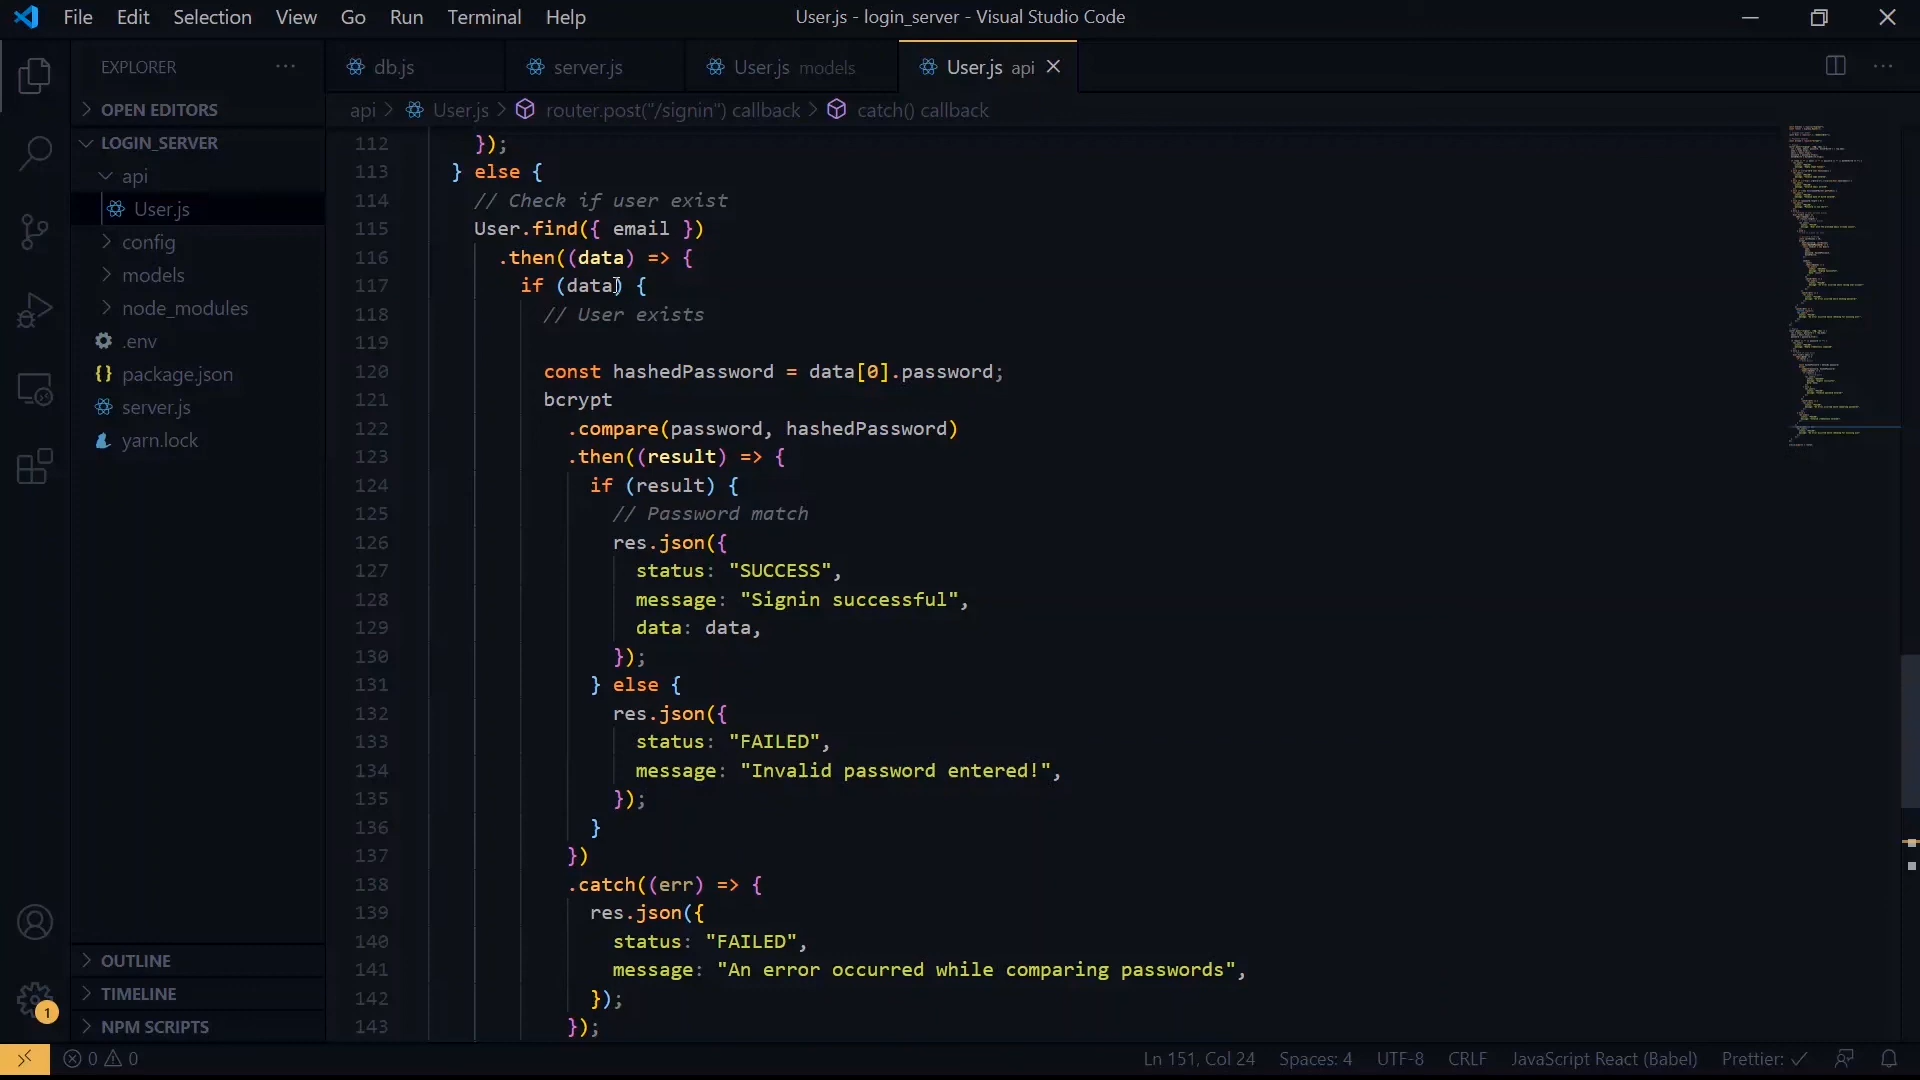 File Edit Selection View Go Run Terminal Help
User.js - login_server - Visual Studio Code
EXPLORER
OPEN EDITORS
LOGIN_SERVER
api
User.js
config
models
node_modules
.env
package.json
server.js
yarn.lock
OUTLINE
TIMELINE
NPM SCRIPTS
1
db.js
server.js
User.js models
User.js api
api > User.js > router.post("/signin") callback > catch() callback
112 });
113 } else {
114 // Check if user exist
115 User.find({ email })
116 .then((data) => {
117 if (data) {
118 // User exists
119
120 const hashedPassword = data[0].password;
121 bcrypt
122 .compare(password, hashedPassword)
123 .then((result) => {
124 if (result) {
125 // Password match
126 res.json({
127 status: "SUCCESS",
128 message: "Signin successful",
129 data: data,
130 });
131 } else {
132 res.json({
133 status: "FAILED",
134 message: "Invalid password entered!",
135 });
136 }
137 })
138 .catch((err) => {
139 res.json({
140 status: "FAILED",
141 message: "An error occurred while comparing passwords",
142 });
143 });
0 0
Ln 151, Col 24 Spaces: 4 UTF-8 CRLF JavaScript React (Babel) Prettier: ✓